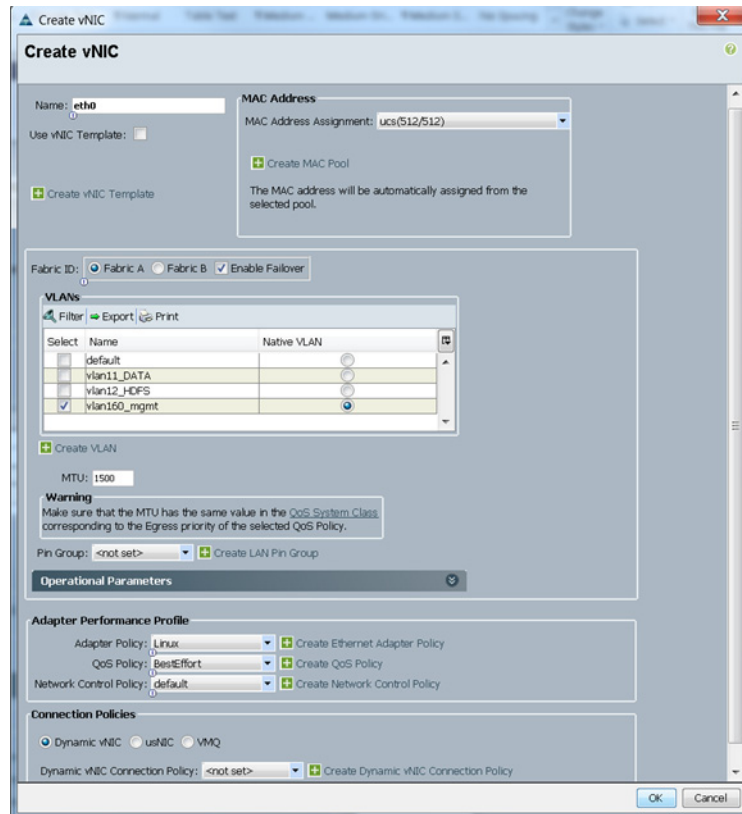 Create vNIC
Create vNIC
Name: eth0
Use vNIC Template:
Create vNIC Template
MAC Address
MAC Address Assignment: ucs(512/512)
Create MAC Pool
The MAC address will be automatically assigned from the
selected pool.
Fabric ID: Fabric A Fabric B Enable Failover
VLANs
Filter Export Print
Select Name Native VLAN
default
vlan11_DATA
vlan12_HDFS
vlan160_mgmt
Create VLAN
MTU: 1500
Warning
Make sure that the MTU has the same value in the QoS System Class
corresponding to the Egress priority of the selected QoS Policy.
Pin Group: <not set> Create LAN Pin Group
Operational Parameters
Adapter Performance Profile
Adapter Policy: Linux Create Ethernet Adapter Policy
QoS Policy: BestEffort Create QoS Policy
Network Control Policy: default Create Network Control Policy
Connection Policies
Dynamic vNIC usNIC VMQ
Dynamic vNIC Connection Policy: <not set> Create Dynamic vNIC Connection Policy
OK Cancel